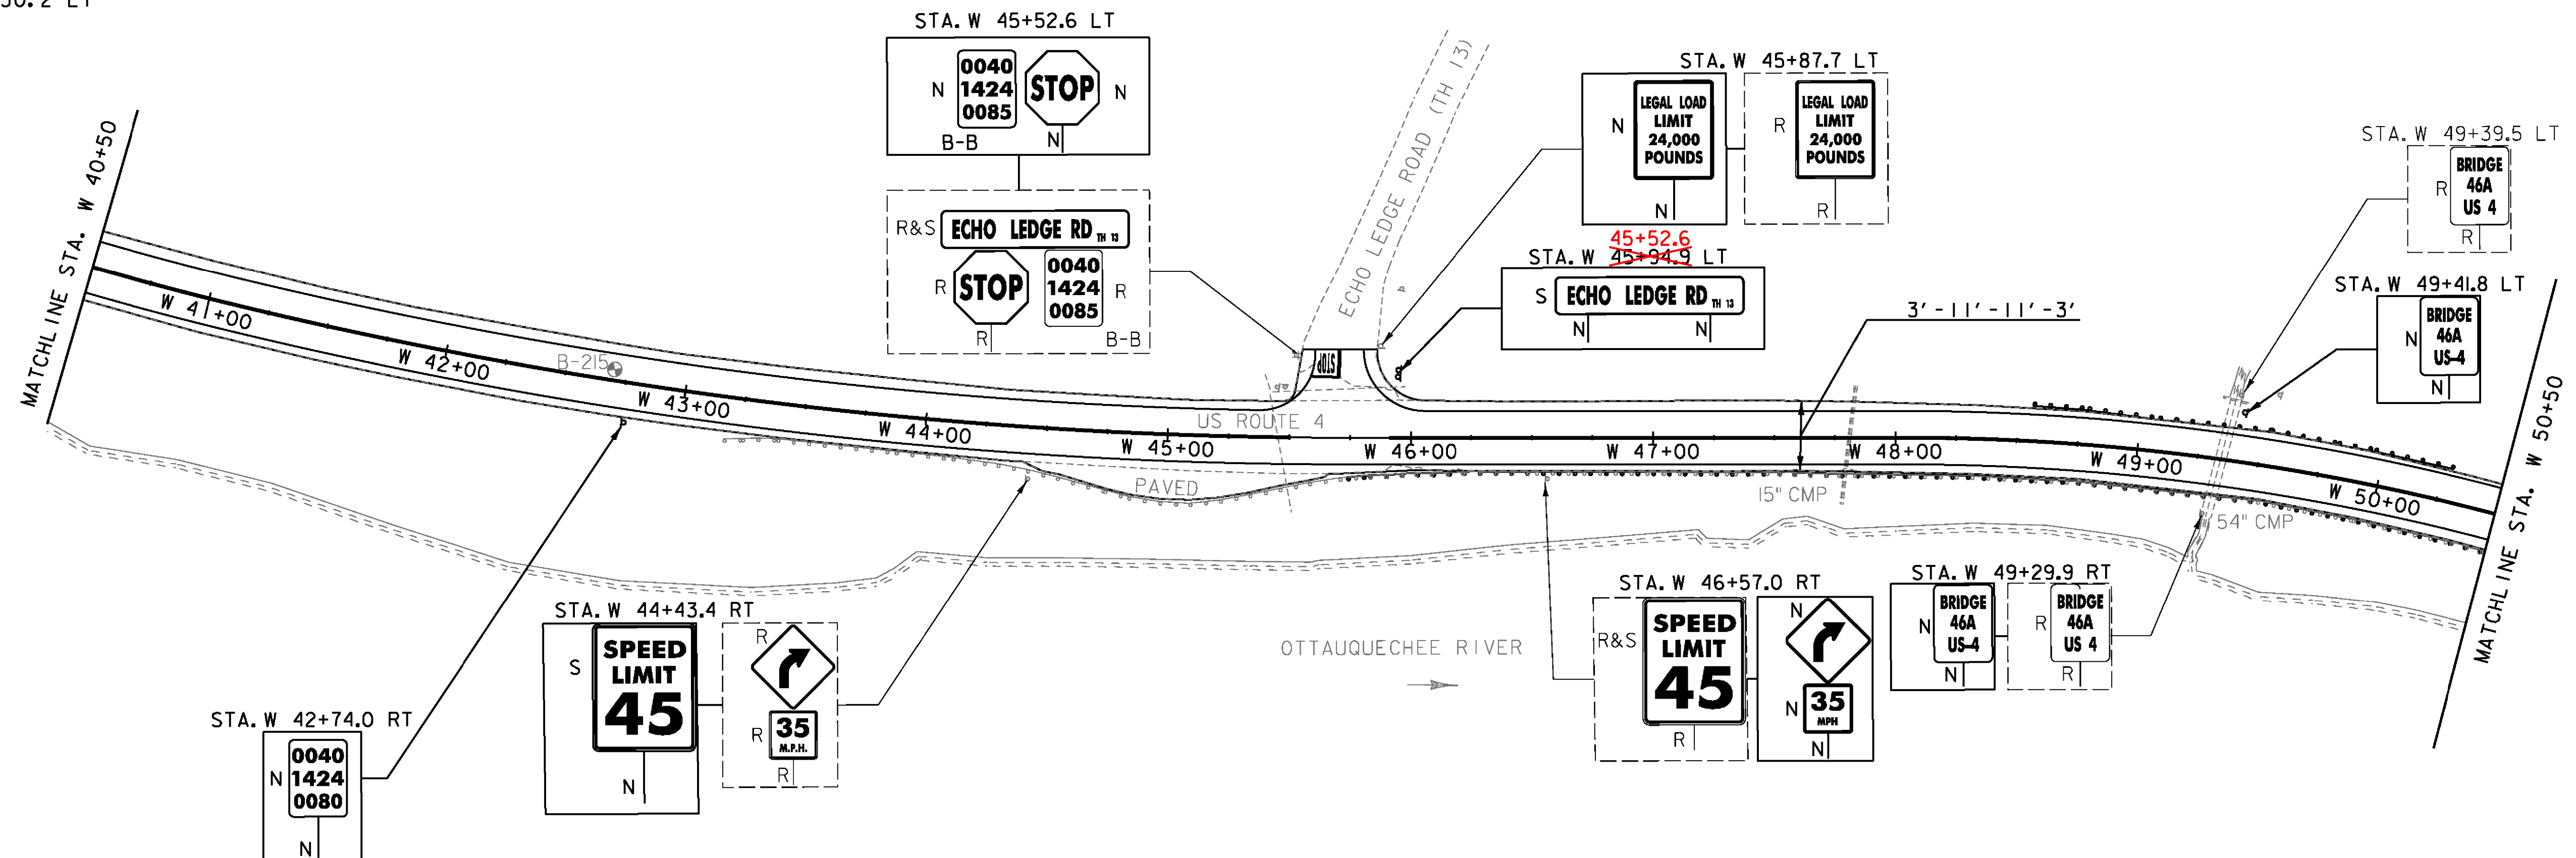 STA. W 45+52.6 LT
N
0040
1424
0085
STOP
N
B-B
N
R&S
ECHO LEDGE RD TH 13
R
STOP
0040
1424
0085
R
R
B-B
ECHO LEDGE ROAD (TH 13)
STA. W 45+87.7 LT
N
LEGAL LOAD
LIMIT
24,000
POUNDS
N
R
LEGAL LOAD
LIMIT
24,000
POUNDS
R
45+52.6
STA. W 45+94.9 LT
S
ECHO LEDGE RD TH 13
N
N
3'-11'-11'-3'
STA. W 49+39.5 LT
R
BRIDGE
46A
US 4
R
STA. W 49+41.8 LT
N
BRIDGE
46A
US-4
N
MATCHLINE STA. W 40+50
W 41+00
W 42+00
B-215
W 43+00
W 44+00
W 45+00
US ROUTE 4
STOP
W 46+00
W 47+00
W 48+00
W 49+00
W 50+00
MATCHLINE STA. W 50+50
PAVED
15" CMP
54" CMP
OTTAUQUECHEE RIVER
STA. W 42+74.0 RT
N
0040
1424
0080
N
STA. W 44+43.4 RT
S
SPEED
LIMIT
45
N
R
R
35
M.P.H.
R
STA. W 46+57.0 RT
R&S
SPEED
LIMIT
45
R
N
N
35
MPH
N
STA. W 49+29.9 RT
N
BRIDGE
46A
US-4
N
R
BRIDGE
46A
US 4
R